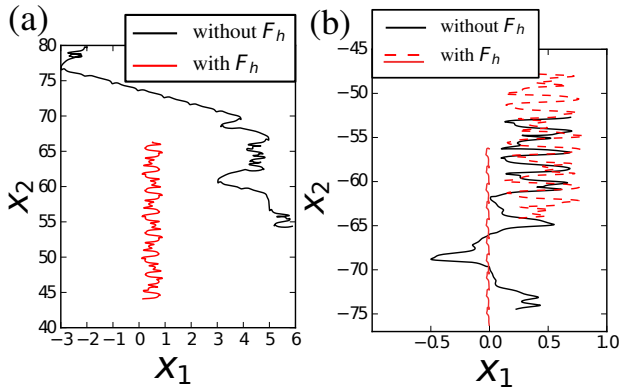 (a)
without F_h
with F_h
80
75
70
65
60
55
50
45
40
x_2
−3 −2 −1 0 1 2 3 4 5 6
x_1
(b)
without F_h
with F_h
−45
−50
−55
−60
−65
−70
−75
x_2
−0.5 0.0 0.5 1.0
x_1